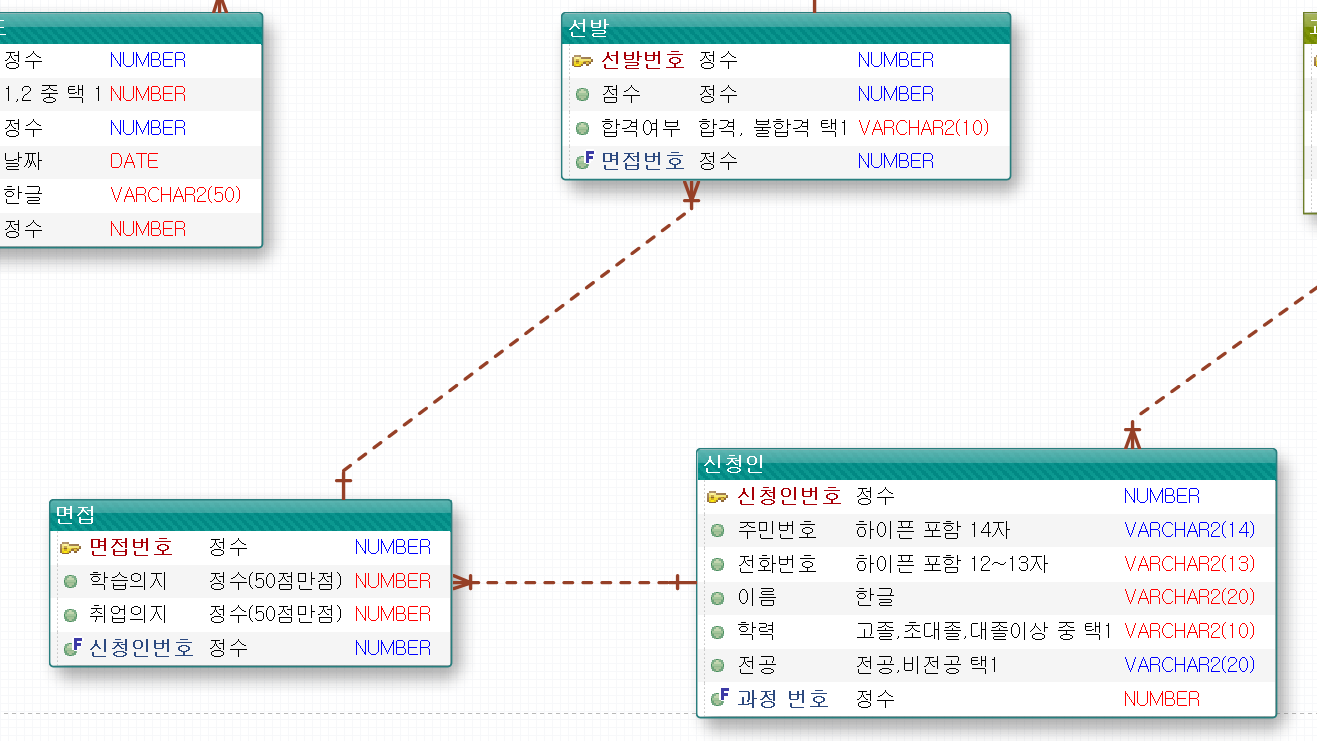 정수 NUMBER
1,2 중 택 1 NUMBER
정수 NUMBER
날짜 DATE
한글 VARCHAR2(50)
정수 NUMBER
선발
선발번호 정수 NUMBER
점수 정수 NUMBER
합격여부 합격, 불합격 택1 VARCHAR2(10)
F 면접번호 정수 NUMBER
면접
면접번호 정수 NUMBER
학습의지 정수(50점만점) NUMBER
취업의지 정수(50점만점) NUMBER
F 신청인번호 정수 NUMBER
신청인
신청인번호 정수 NUMBER
주민번호 하이픈 포함 14자 VARCHAR2(14)
전화번호 하이픈 포함 12~13자 VARCHAR2(13)
이름 한글 VARCHAR2(20)
학력 고졸,초대졸,대졸이상 중 택1 VARCHAR2(10)
전공 전공,비전공 택1 VARCHAR2(20)
F 과정 번호 정수 NUMBER